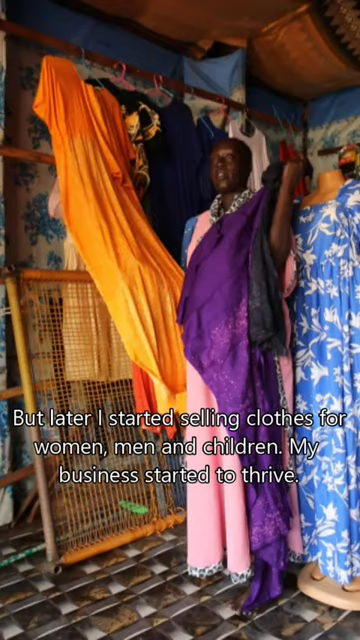 But later I started selling clothes for
women, men and children. My
business started to thrive.